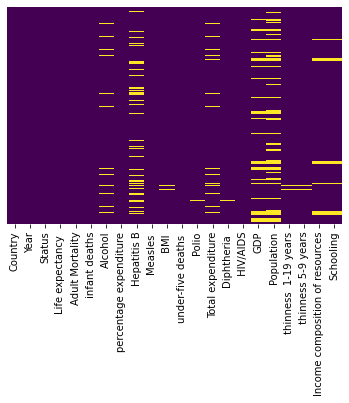 Country
Year
Status
Life expectancy
Adult Mortality
infant deaths
Alcohol
percentage expenditure
Hepatitis B
Measles
BMI
under-five deaths
Polio
Total expenditure
Diphtheria
HIV/AIDS
GDP
Population
thinness 1-19 years
thinness 5-9 years
Income composition of resources
Schooling